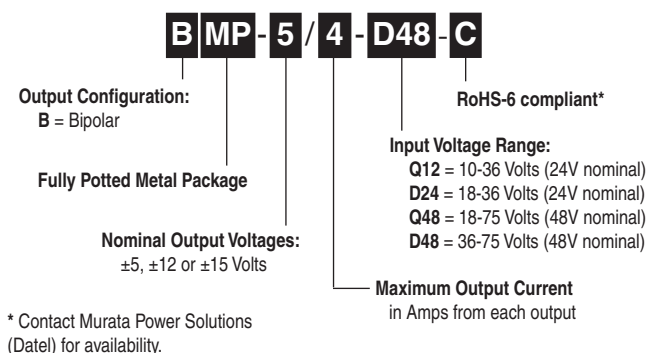 BMP-5/4-D48-C
Output Configuration:
B = Bipolar
RoHS-6 compliant*
Input Voltage Range:
Q12 = 10-36 Volts (24V nominal)
D24 = 18-36 Volts (24V nominal)
Q48 = 18-75 Volts (48V nominal)
D48 = 36-75 Volts (48V nominal)
Fully Potted Metal Package
Nominal Output Voltages:
±5, ±12 or ±15 Volts
Maximum Output Current
in Amps from each output
* Contact Murata Power Solutions
(Datel) for availability.